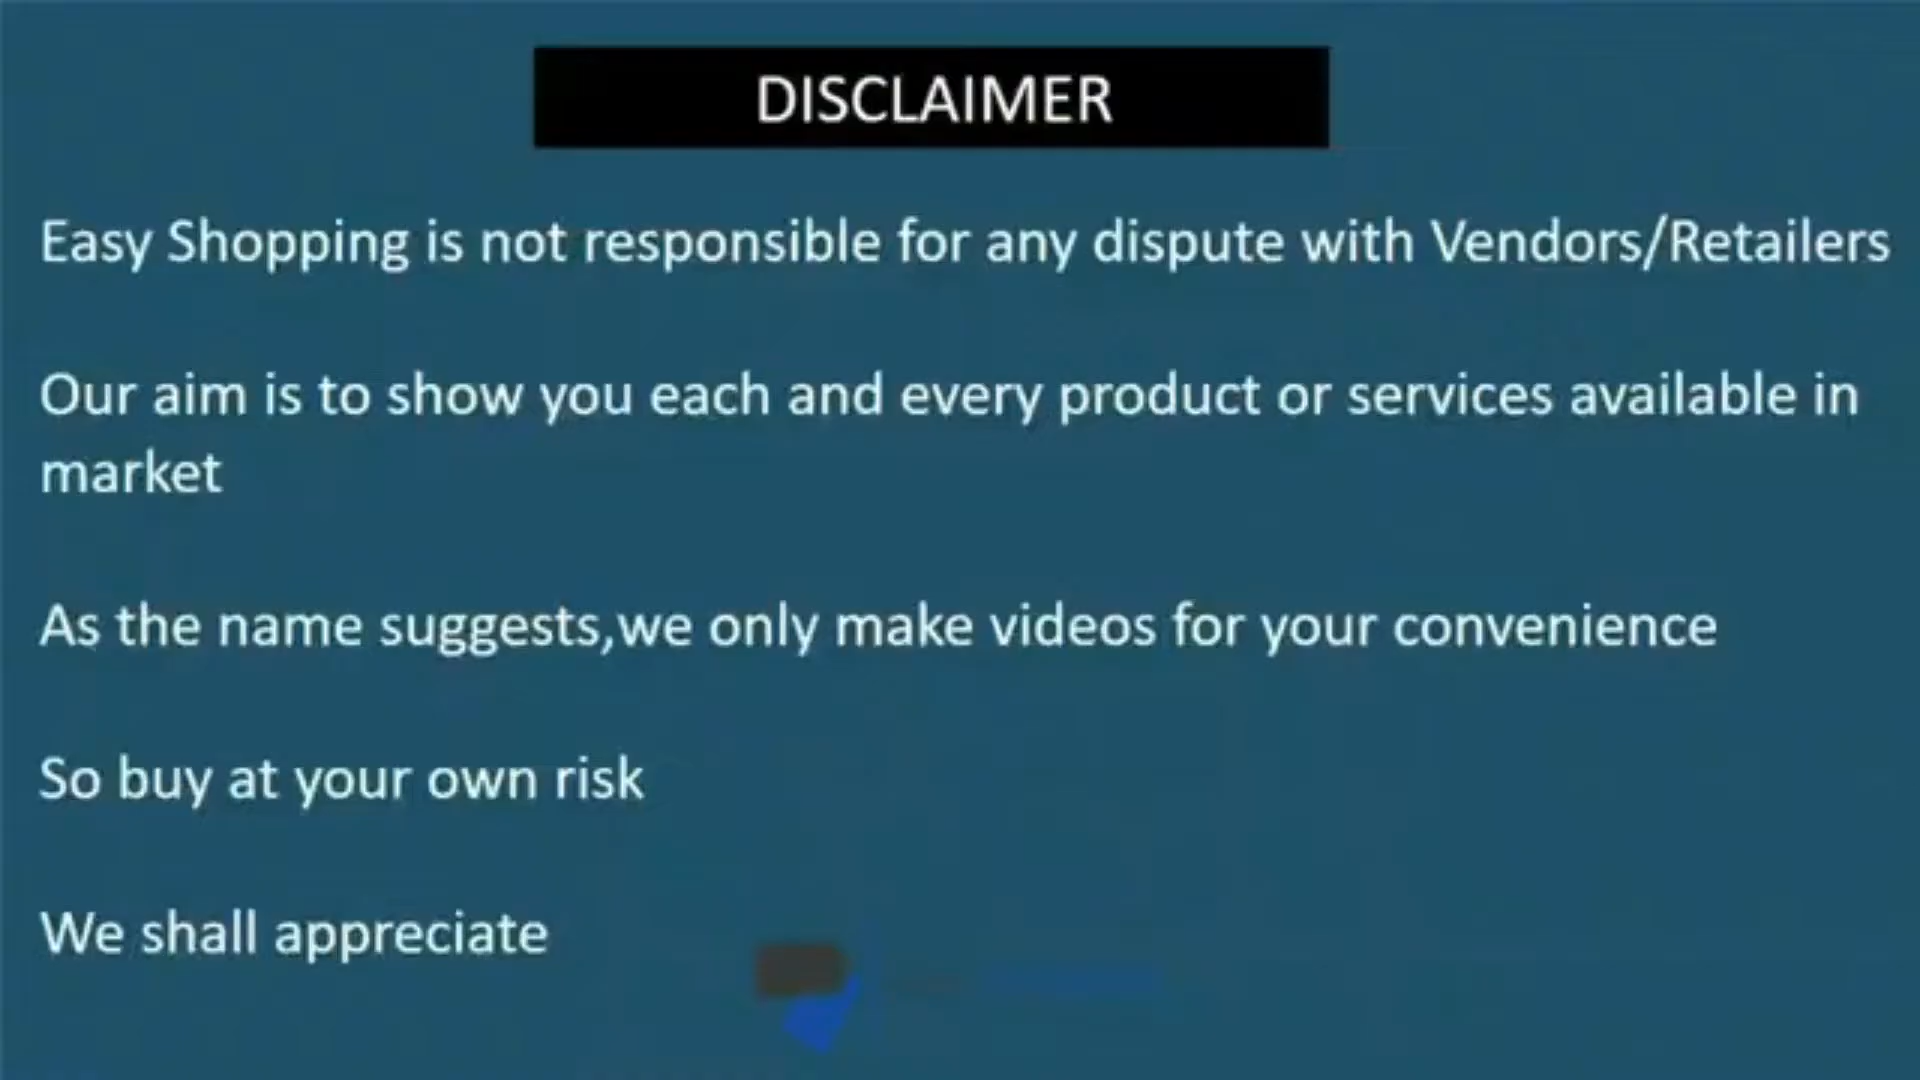 DISCLAIMER
Easy Shopping is not responsible for any dispute with Vendors/Retailers
Our aim is to show you each and every product or services available in
market
As the name suggests,we only make videos for your convenience
So buy at your own risk
We shall appreciate